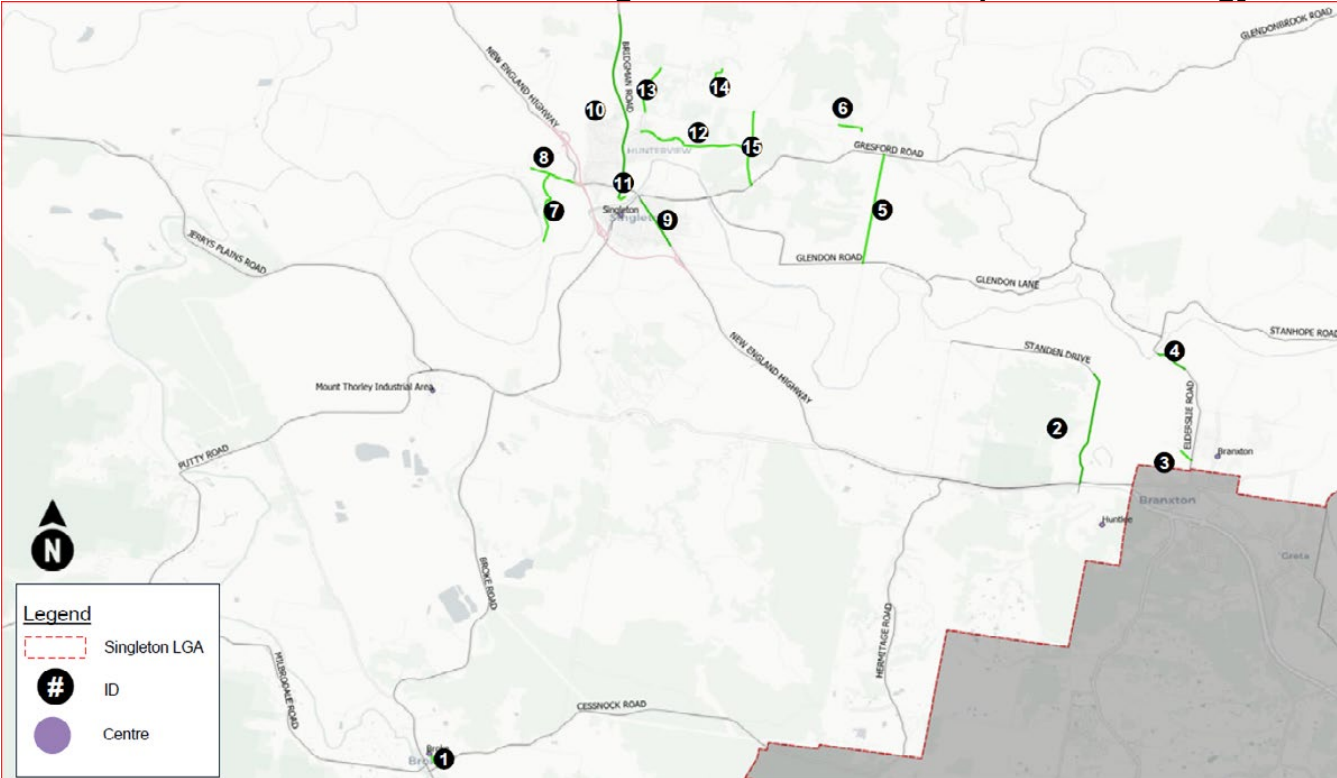 GLENDONBROOK ROAD
NEW ENGLAND HIGHWAY
BRIDGMAN ROAD
13
14
10
6
12
15
HUNTERVIEW
GRESFORD ROAD
8
11
7
Singleton
9
5
JERRYS PLAINS ROAD
GLENDON ROAD
GLENDON LANE
STANHOPE ROAD
STANDEN DRIVE
4
NEW ENGLAND HIGHWAY
Mount Thorley Industrial Area
ELDERSLIE ROAD
2
PUTTY ROAD
Branxton
3
Branxton
Huntlee
N
Greta
BROKE ROAD
Legend
Singleton LGA
# ID
Centre
HERMITAGE ROAD
MILBRODALE ROAD
CESSNOCK ROAD
Broke
1